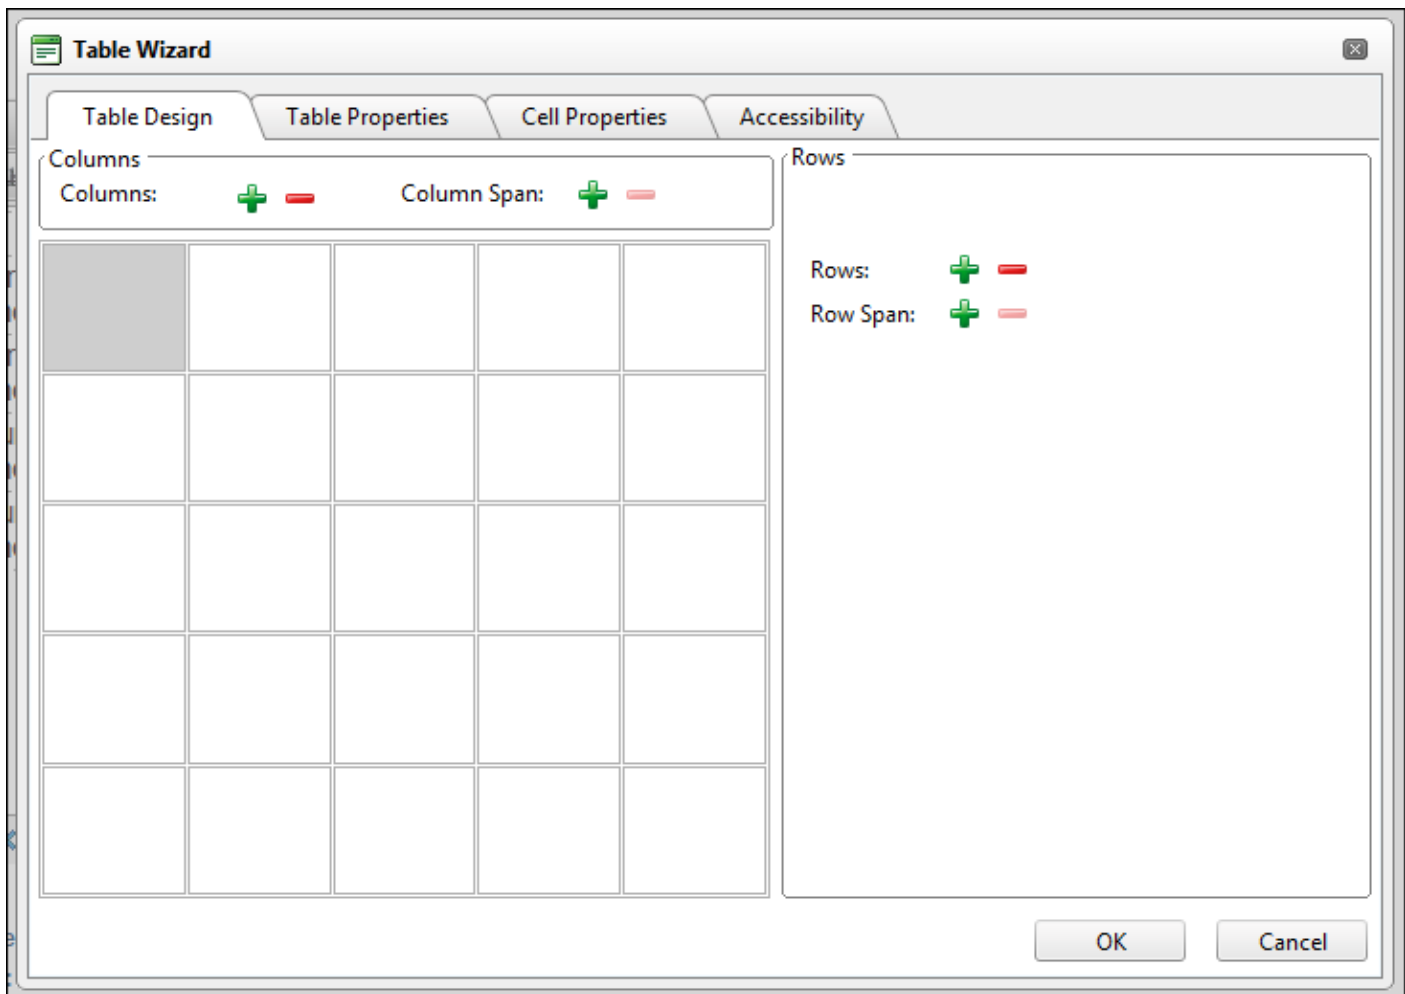 Table Wizard
Table Design Table Properties Cell Properties Accessibility
Columns
Columns: Column Span:
Rows
Rows:
Row Span:
OK Cancel